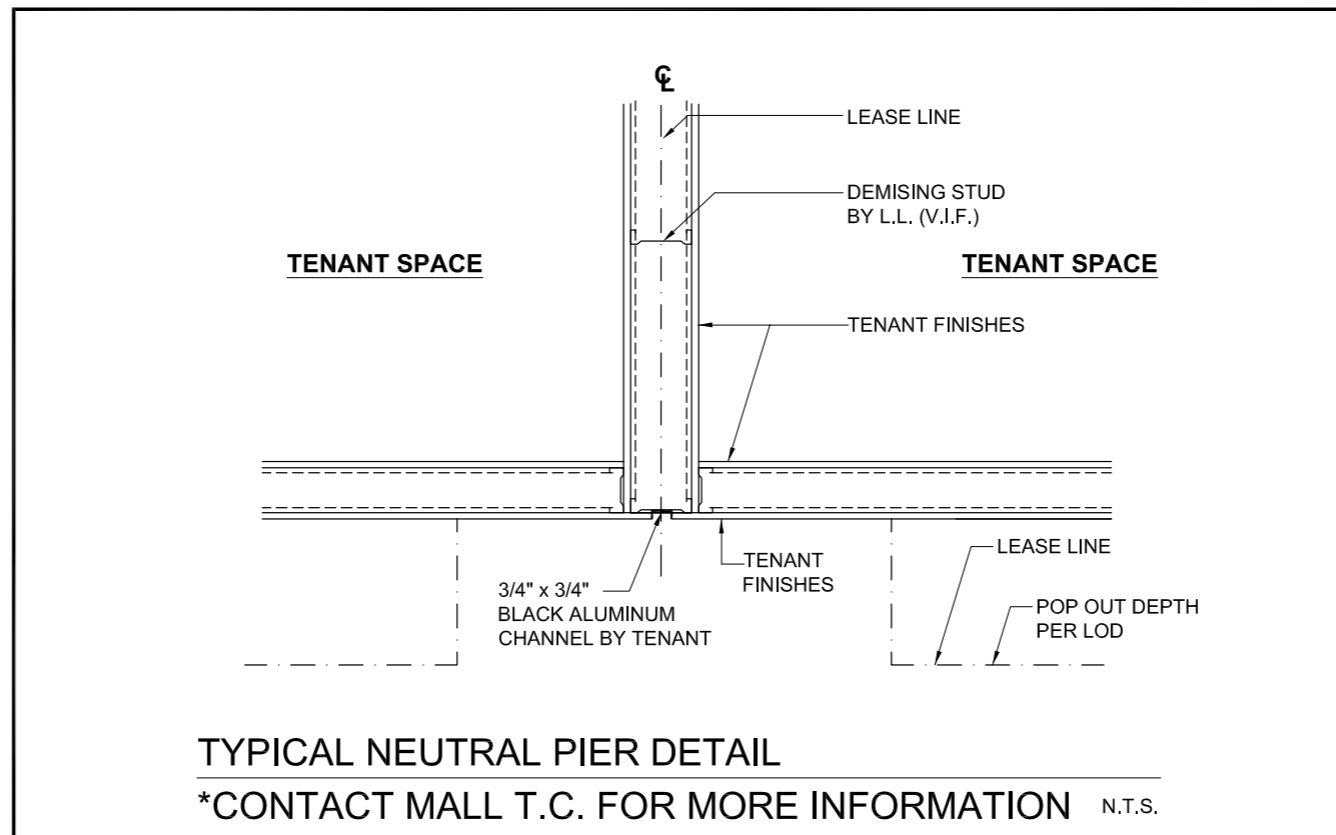 ℄
LEASE LINE
DEMISING STUD
BY L.L. (V.I.F.)
TENANT SPACE
TENANT SPACE
TENANT FINISHES
LEASE LINE
TENANT
FINISHES
3/4" x 3/4"
BLACK ALUMINUM
CHANNEL BY TENANT
POP OUT DEPTH
PER LOD
TYPICAL NEUTRAL PIER DETAIL
*CONTACT MALL T.C. FOR MORE INFORMATION N.T.S.